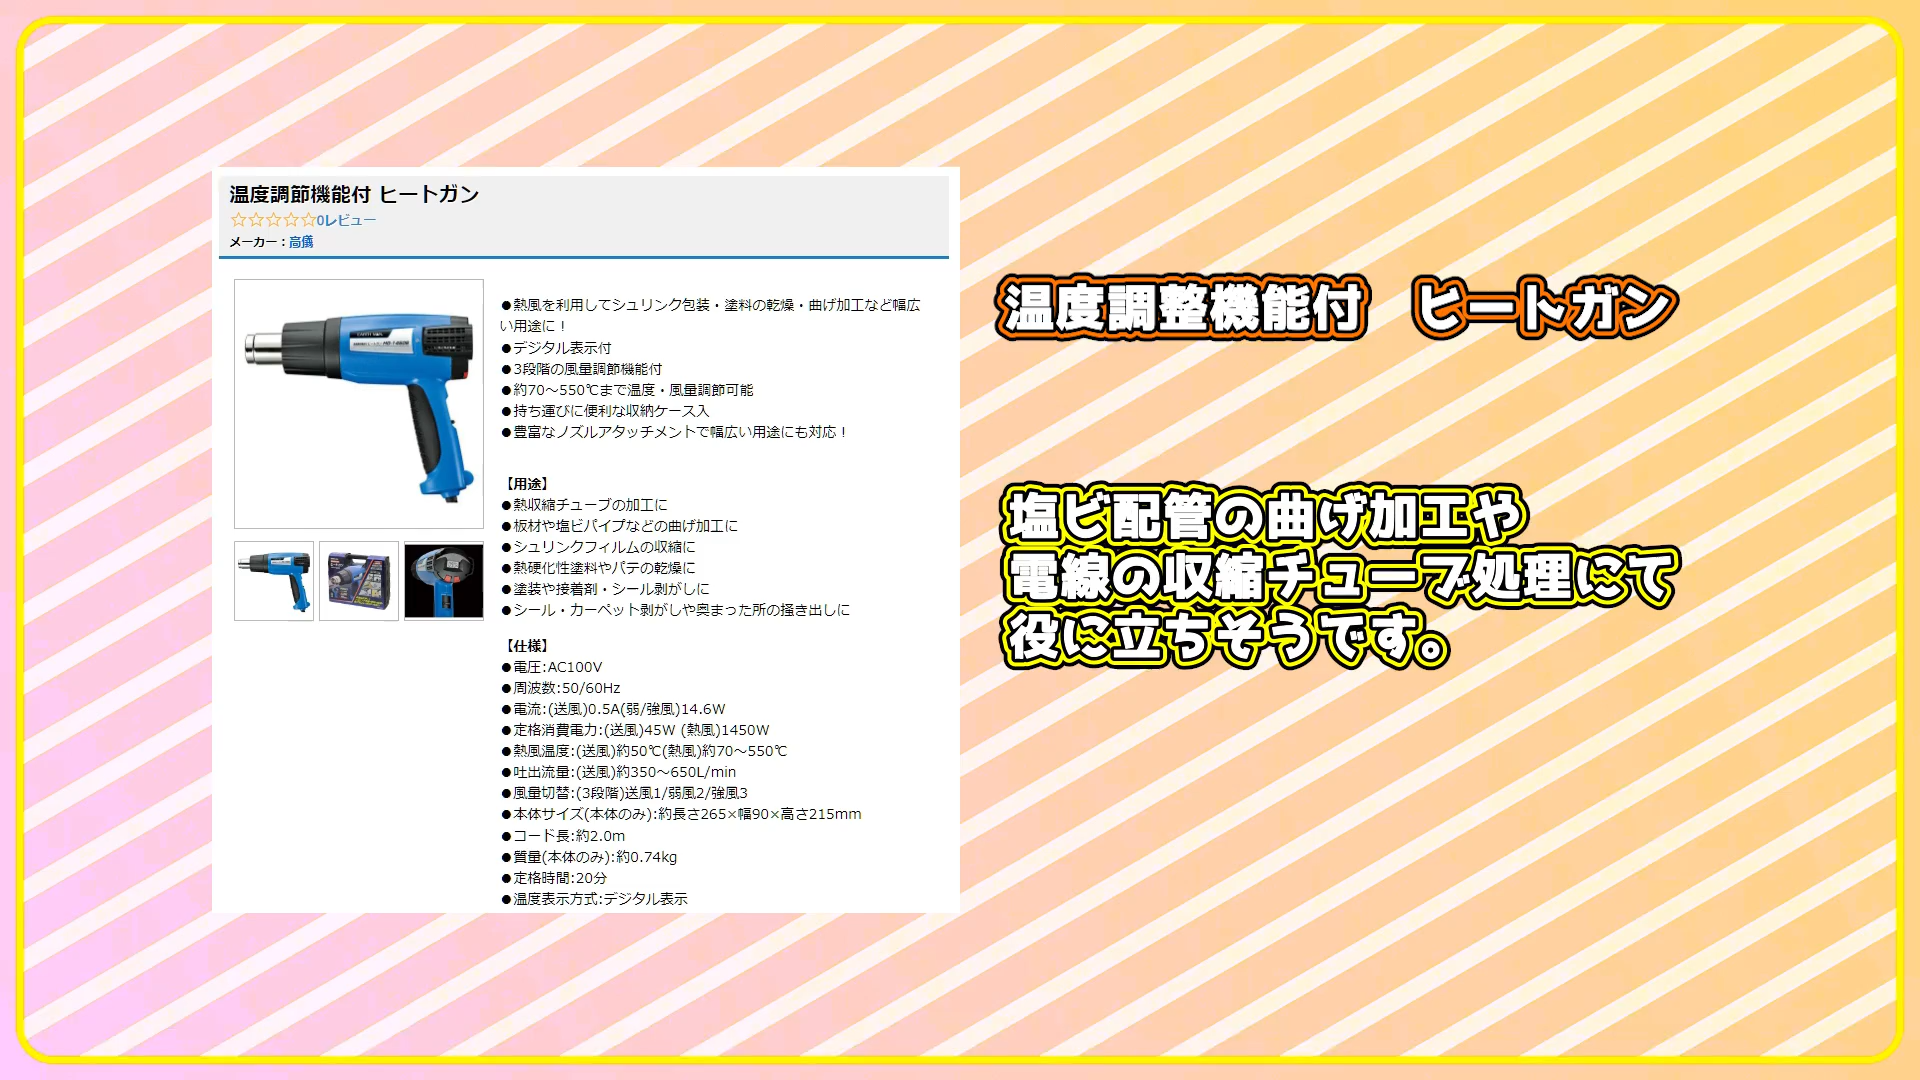 温度調節機能付 ヒートガン
0レビュー
メーカー：高儀
●熱風を利用してシュリンク包装・塗料の乾燥・曲げ加工など幅広
い用途に！
●デジタル表示付
●3段階の風量調節機能付
●約70～550℃まで温度・風量調節可能
●持ち運びに便利な収納ケース入
●豊富なノズルアタッチメントで幅広い用途にも対応！
【用途】
●熱収縮チューブの加工に
●板材や塩ビパイプなどの曲げ加工に
●シュリンクフィルムの収縮に
●熱硬化性塗料やパテの乾燥に
●塗装や接着剤・シール剥がしに
●シール・カーペット剥がしや奥まった所の掻き出しに
【仕様】
●電圧:AC100V
●周波数:50/60Hz
●電流:(送風)0.5A(弱/強風)14.6W
●定格消費電力:(送風)45W (熱風)1450W
●熱風温度:(送風)約50℃(熱風)約70～550℃
●吐出流量:(送風)約350～650L/min
●風量切替:(3段階)送風1/弱風2/強風3
●本体サイズ(本体のみ):約長さ265×幅90×高さ215mm
●コード長:約2.0m
●質量(本体のみ):約0.74kg
●定格時間:20分
●温度表示方式:デジタル表示
温度調整機能付　ヒートガン
塩ビ配管の曲げ加工や
電線の収縮チューブ処理にて
役に立ちそうです。